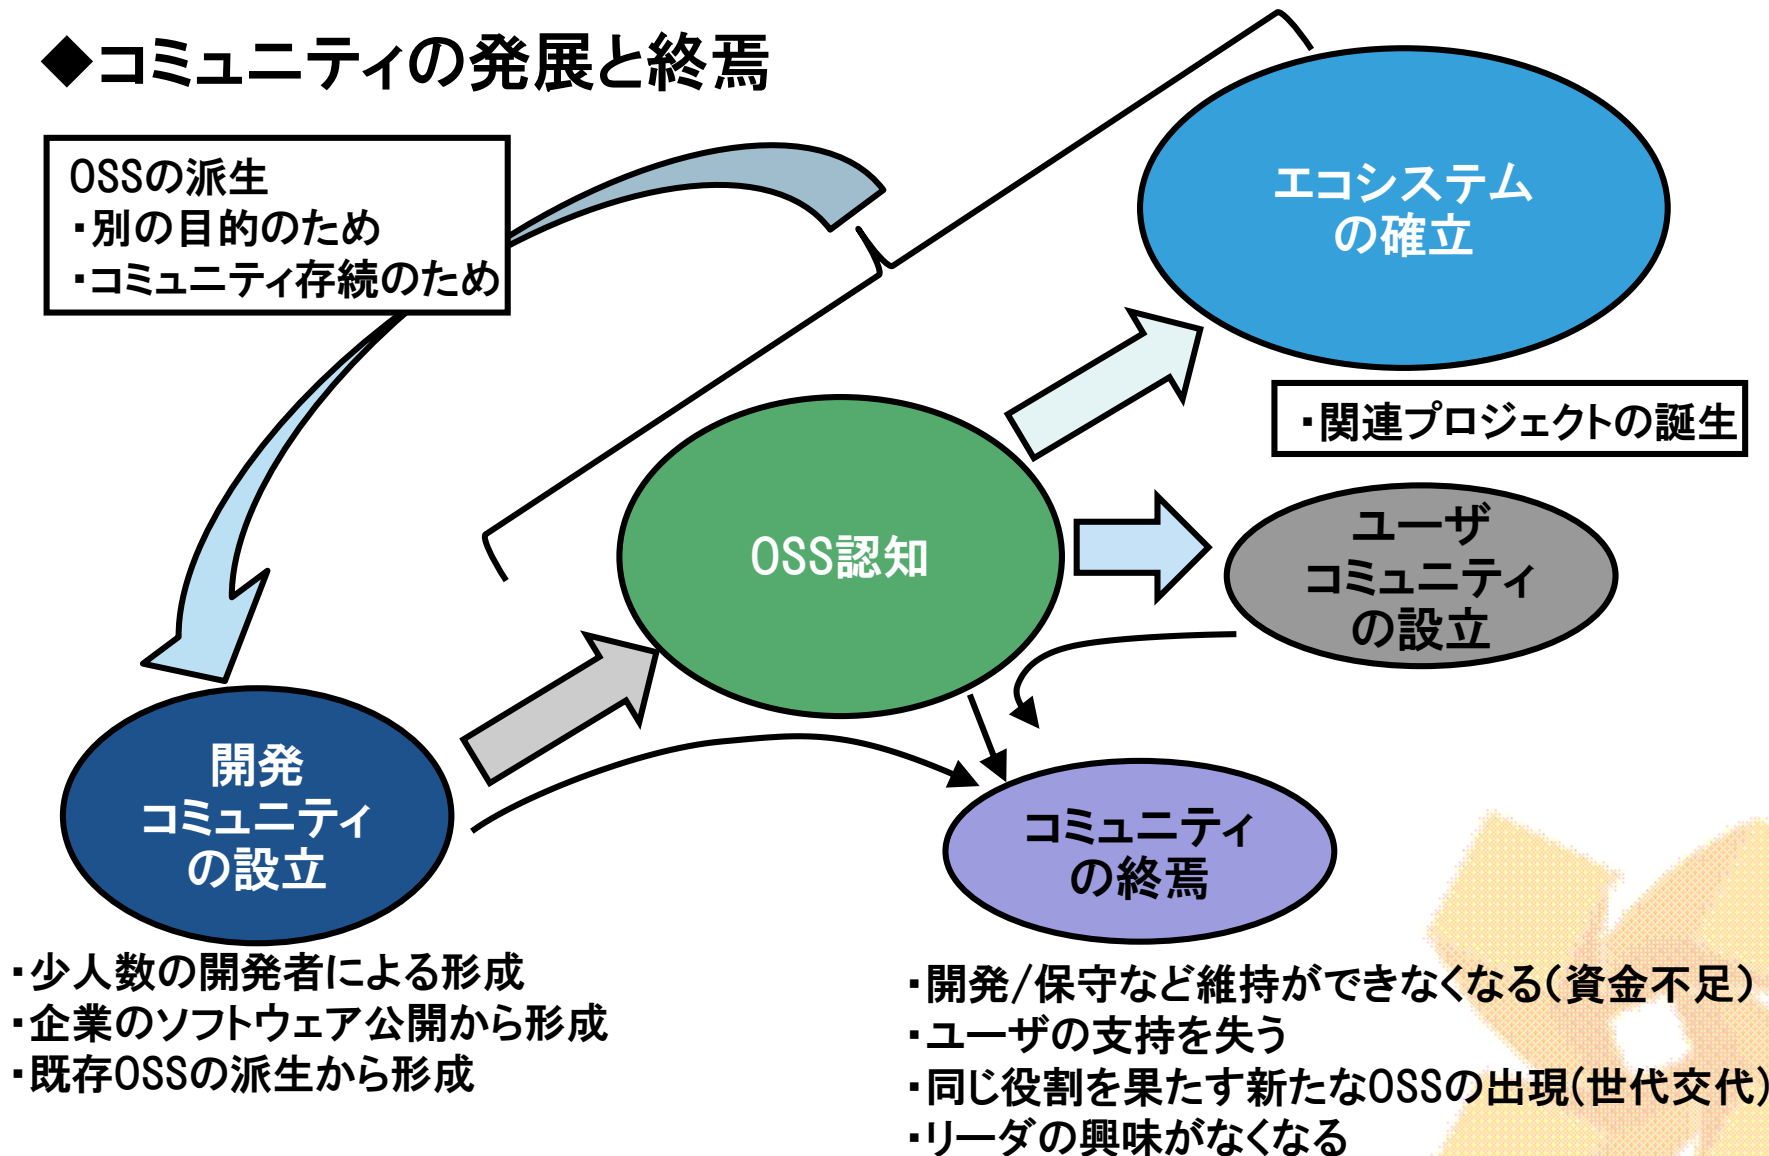 ◆コミュニティの発展と終焉
OSSの派生
・別の目的のため
・コミュニティ存続のため
エコシステム
の確立
・関連プロジェクトの誕生
OSS認知
ユーザ
コミュニティ
の設立
開発
コミュニティ
の設立
コミュニティ
の終焉
・少人数の開発者による形成
・企業のソフトウェア公開から形成
・既存OSSの派生から形成
・開発/保守など維持ができなくなる(資金不足)
・ユーザの支持を失う
・同じ役割を果たす新たなOSSの出現(世代交代)
・リーダの興味がなくなる